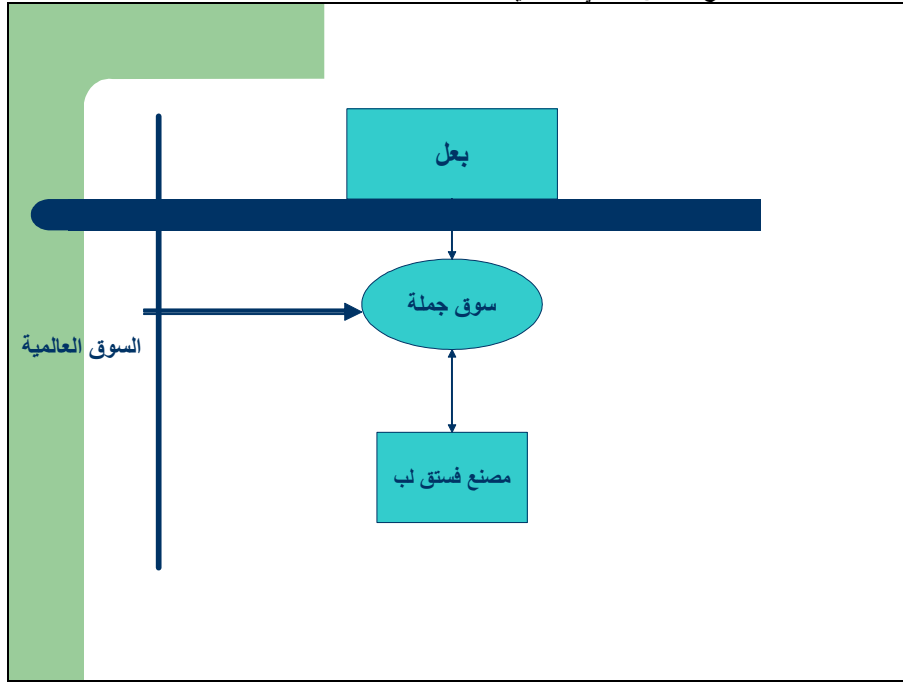 بعل
سوق جملة
السوق العالمية
مصنع فستق لب